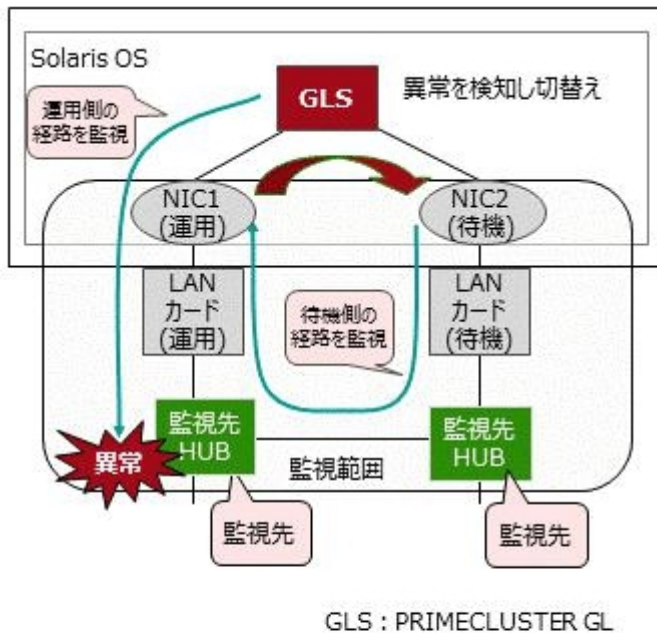 Solaris OS
GLS
異常を検知し切替え
運用側の
経路を監視
NIC1
(運用)
NIC2
(待機)
LAN
カード
(運用)
LAN
カード
(待機)
待機側の
経路を監視
監視先
HUB
監視先
HUB
異常
監視範囲
監視先
監視先
GLS : PRIMECLUSTER GL